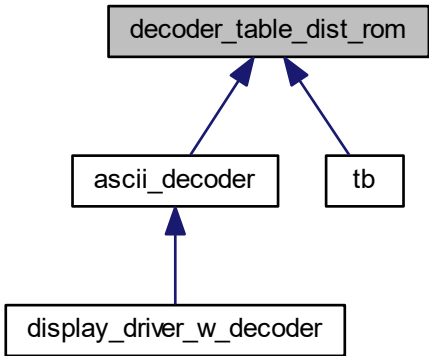 decoder_table_dist_rom
ascii_decoder
tb
display_driver_w_decoder